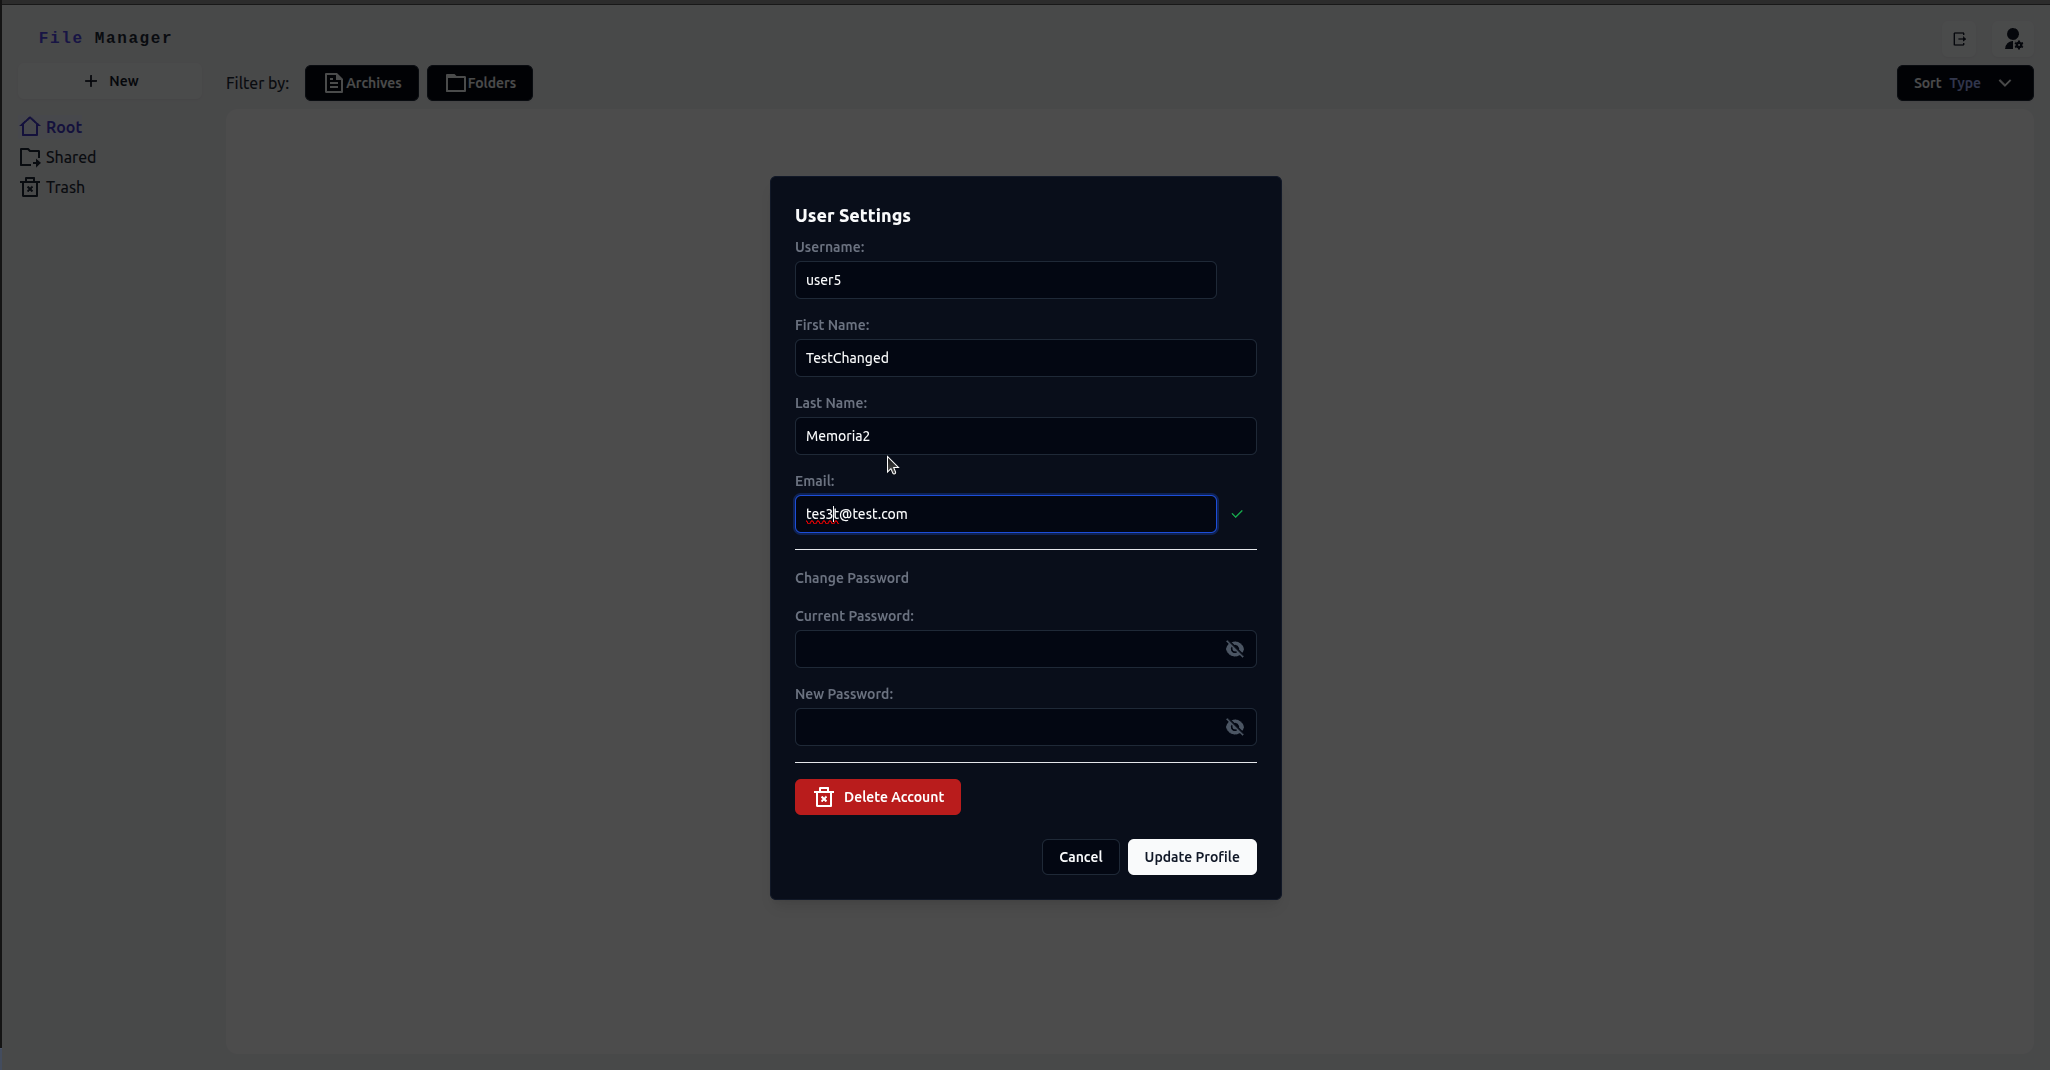 File Manager
+ New
Filter by: Archives Folders
Sort Type
Root
Shared
Trash
User Settings
Username:
user5
First Name:
TestChanged
Last Name:
Memoria2
Email:
tes3t@test.com
Change Password
Current Password:
New Password:
Delete Account
Cancel Update Profile